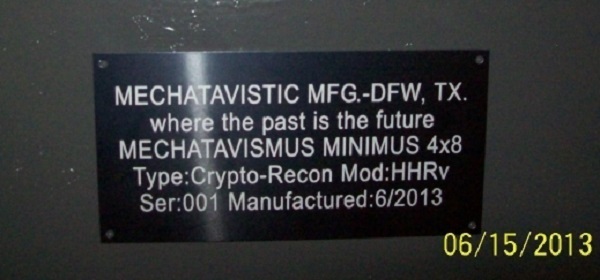 MECHATAVISTIC MFG.-DFW, TX.
where the past is the future
MECHATAVISMUS MINIMUS 4x8
Type:Crypto-Recon Mod:HHRv
Ser:001 Manufactured:6/2013
06/15/2013